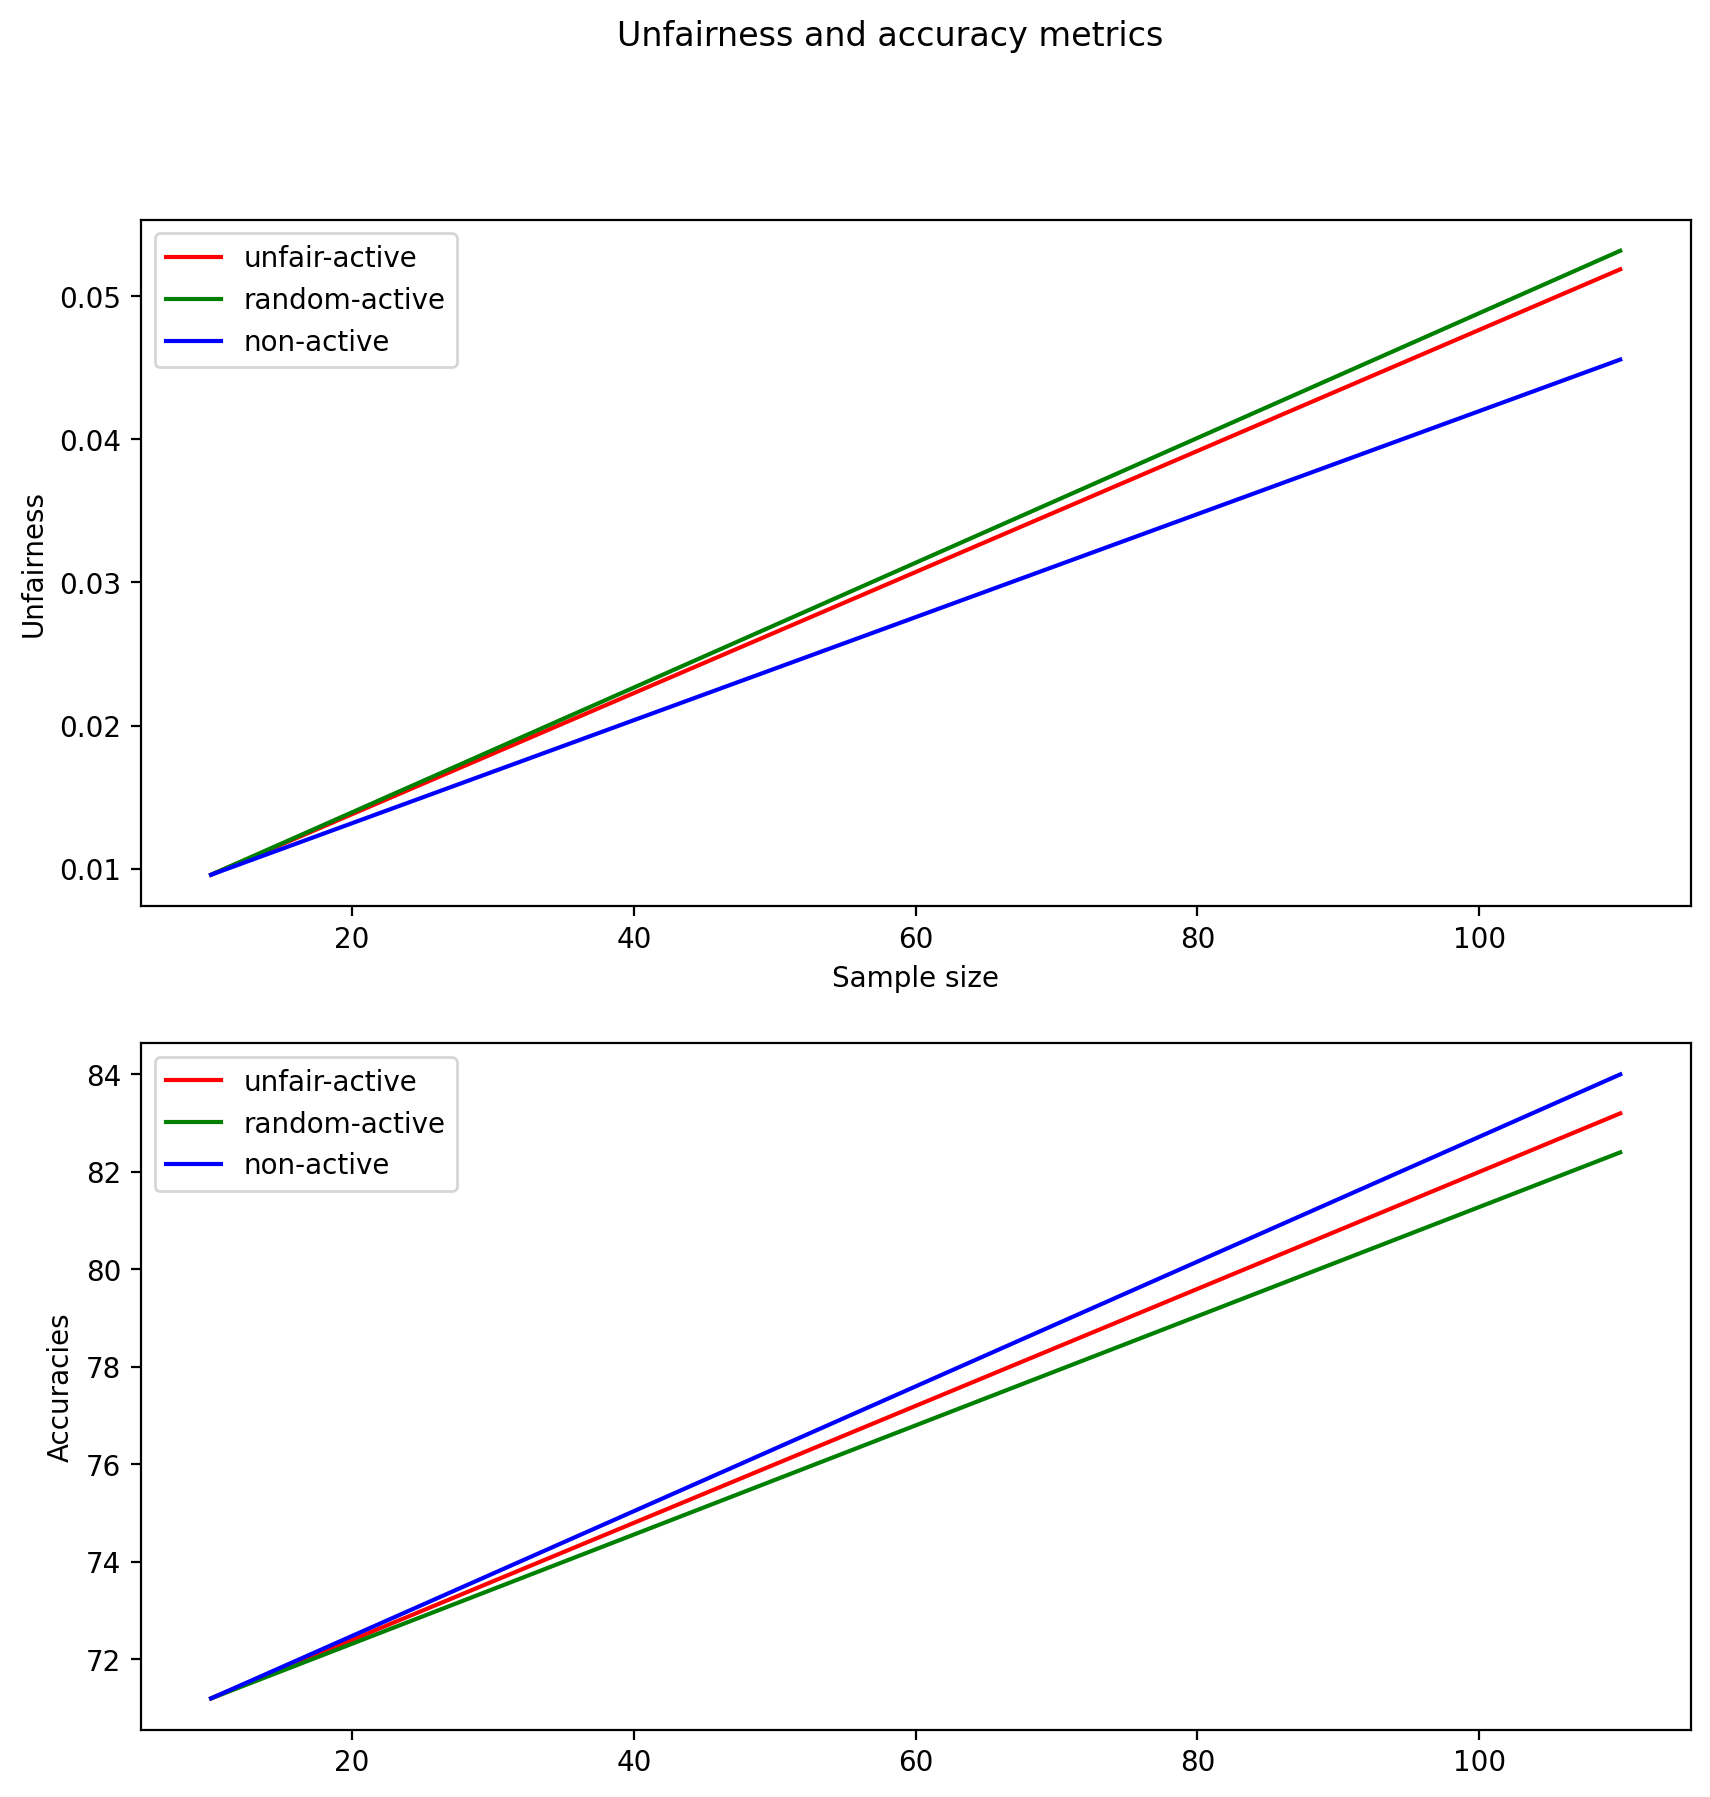 Unfairness and accuracy metrics
unfair-active
random-active
non-active
0.05
0.04
0.03
0.02
0.01
Unfairness
20 40 60 80 100
Sample size
unfair-active
random-active
non-active
84
82
80
78
76
74
72
Accuracies
20 40 60 80 100